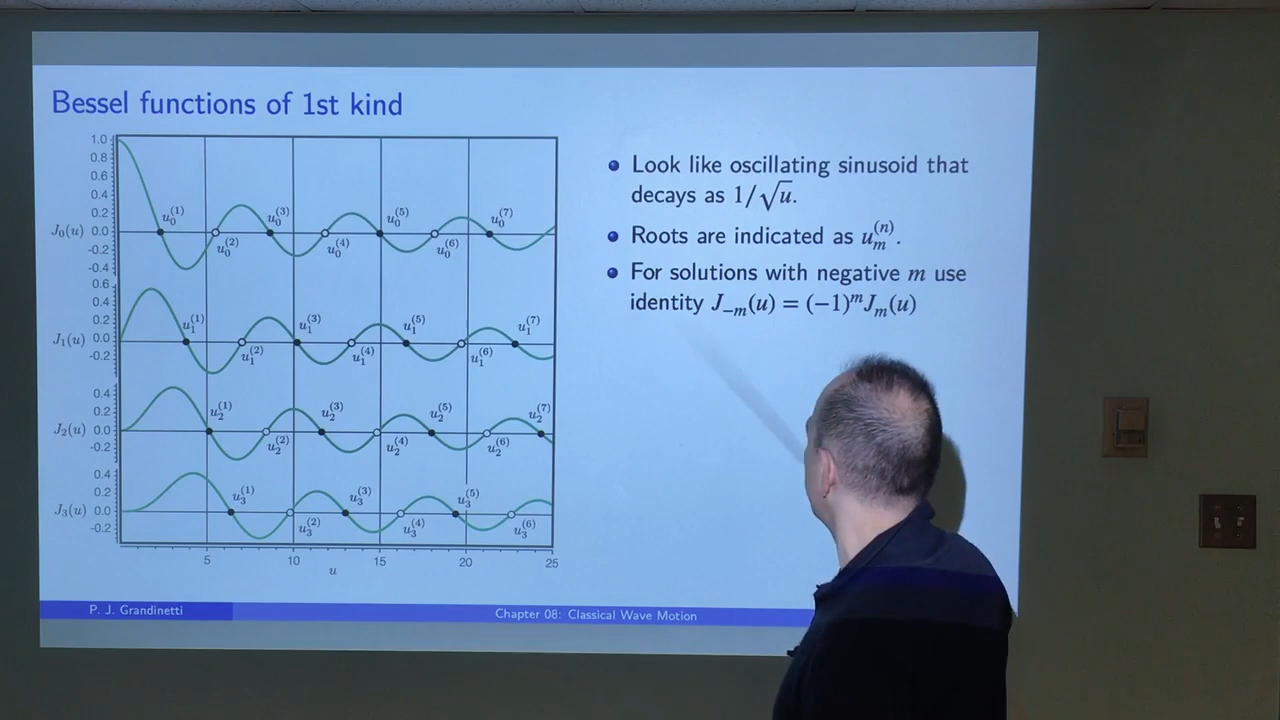 Bessel functions of 1st kind
1.0
0.8
0.6
0.4
0.2
J₀(u) 0.0
-0.2
-0.4
u₀⁽¹⁾
u₀⁽²⁾
u₀⁽³⁾
u₀⁽⁴⁾
u₀⁽⁵⁾
u₀⁽⁶⁾
u₀⁽⁷⁾
0.6
0.4
0.2
J₁(u) 0.0
-0.2
u₁⁽¹⁾
u₁⁽²⁾
u₁⁽³⁾
u₁⁽⁴⁾
u₁⁽⁵⁾
u₁⁽⁶⁾
u₁⁽⁷⁾
0.4
0.2
J₂(u) 0.0
-0.2
u₂⁽¹⁾
u₂⁽²⁾
u₂⁽³⁾
u₂⁽⁴⁾
u₂⁽⁵⁾
u₂⁽⁶⁾
u₂⁽⁷⁾
0.4
0.2
J₃(u) 0.0
-0.2
u₃⁽¹⁾
u₃⁽²⁾
u₃⁽³⁾
u₃⁽⁴⁾
u₃⁽⁵⁾
u₃⁽⁶⁾
5 10 15 20 25
u
• Look like oscillating sinusoid that
decays as 1/√u.
• Roots are indicated as uₘ⁽ⁿ⁾.
• For solutions with negative m use
identity J₋ₘ(u) = (−1)ᵐJₘ(u)
P. J. Grandinetti
Chapter 08: Classical Wave Motion